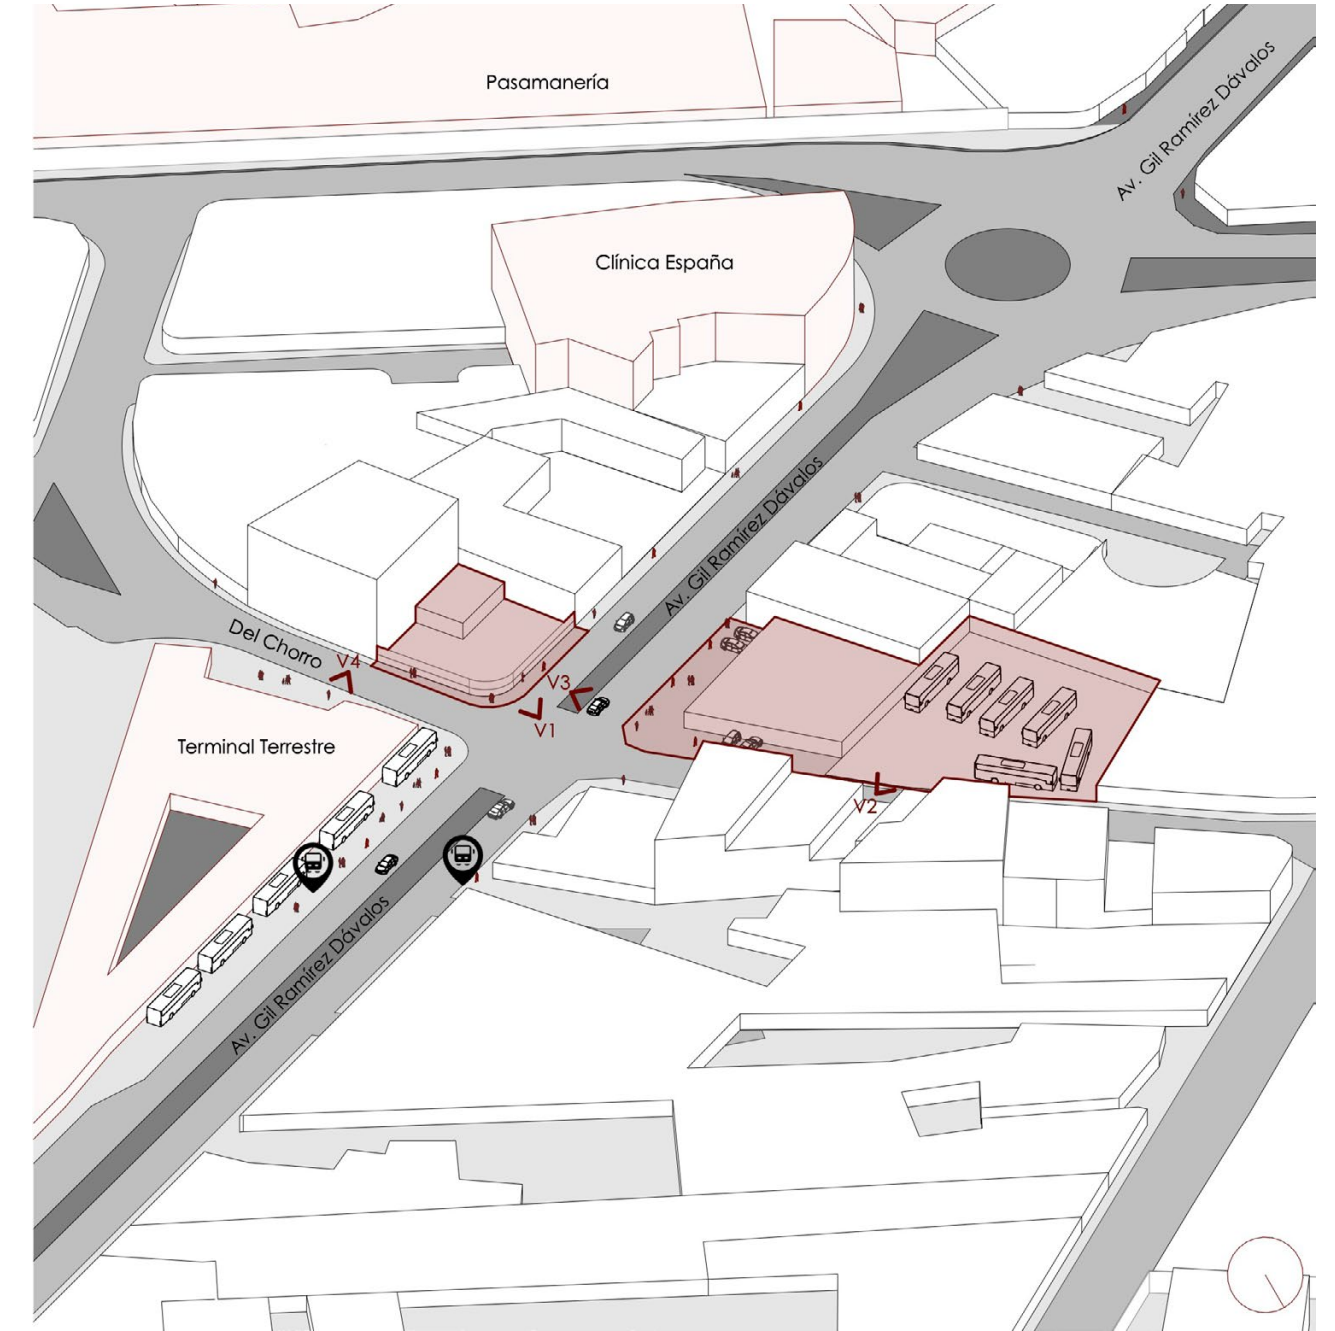 Pasamanería
Av. Gil Ramírez Dávalos
Clínica España
Av. Gil Ramírez Dávalos
Del Chorro
V4
V3
V1
Terminal Terrestre
V2
Av. Gil Ramírez Dávalos